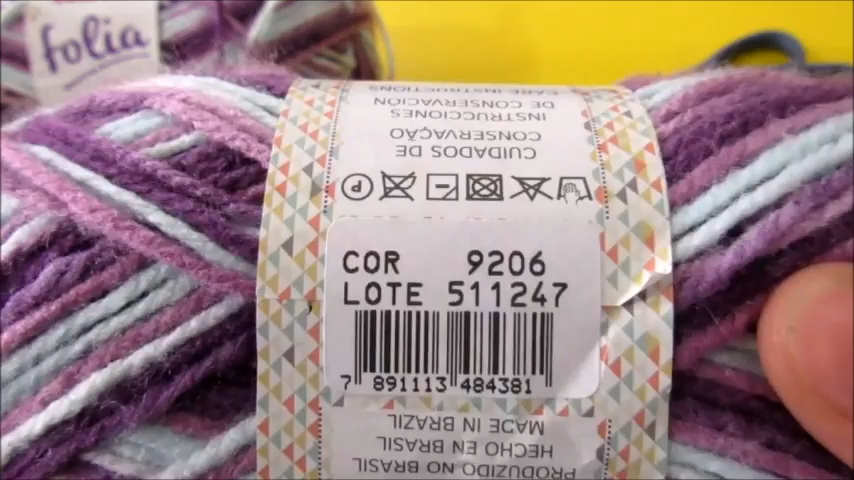 folia
CARE INSTRUCTIONS
DE CONSERVACIÓN
INSTRUCCIONES
CONSERVAÇÃO
CUIDADOS DE
P
COR 9206
LOTE 511247
7 891113 484381
MADE IN BRAZIL
HECHO EN BRASIL
PRODUZIDO NO BRASIL